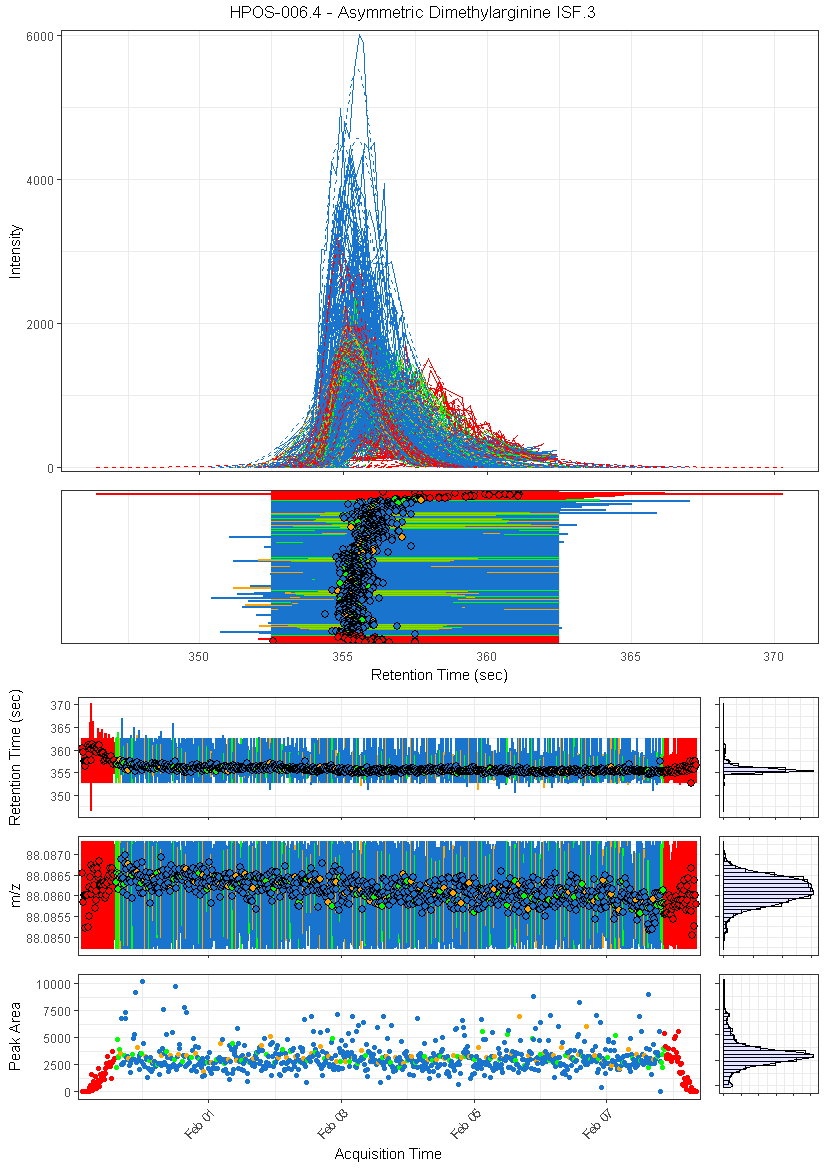 HPOS-006.4 - Asymmetric Dimethylarginine ISF.3
6000
4000
2000
0
Intensity
350
355
360
365
370
Retention Time (sec)
370
365
360
355
350
Retention Time (sec)
88.0870
88.0865
88.0860
88.0855
88.0850
m/z
10000
7500
5000
2500
0
Peak Area
Feb 01
Feb 03
Feb 05
Feb 07
Acquisition Time